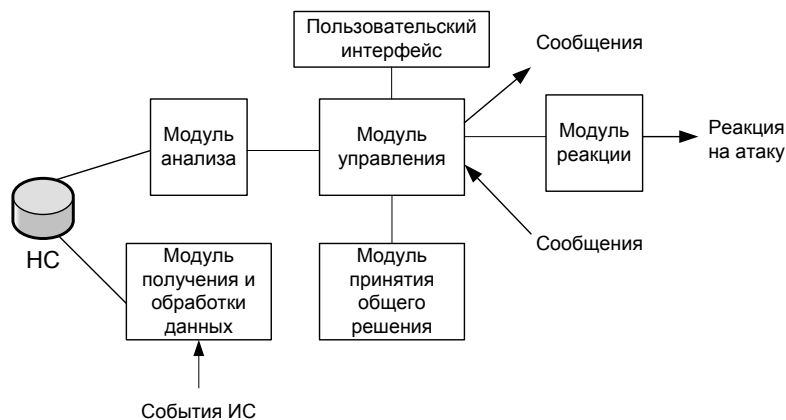 Пользовательский
интерфейс
Сообщения
Модуль
анализа
Модуль
управления
Модуль
реакции
Реакция
на атаку
НС
Модуль
получения и
обработки
данных
Модуль
принятия
общего
решения
Сообщения
События ИС